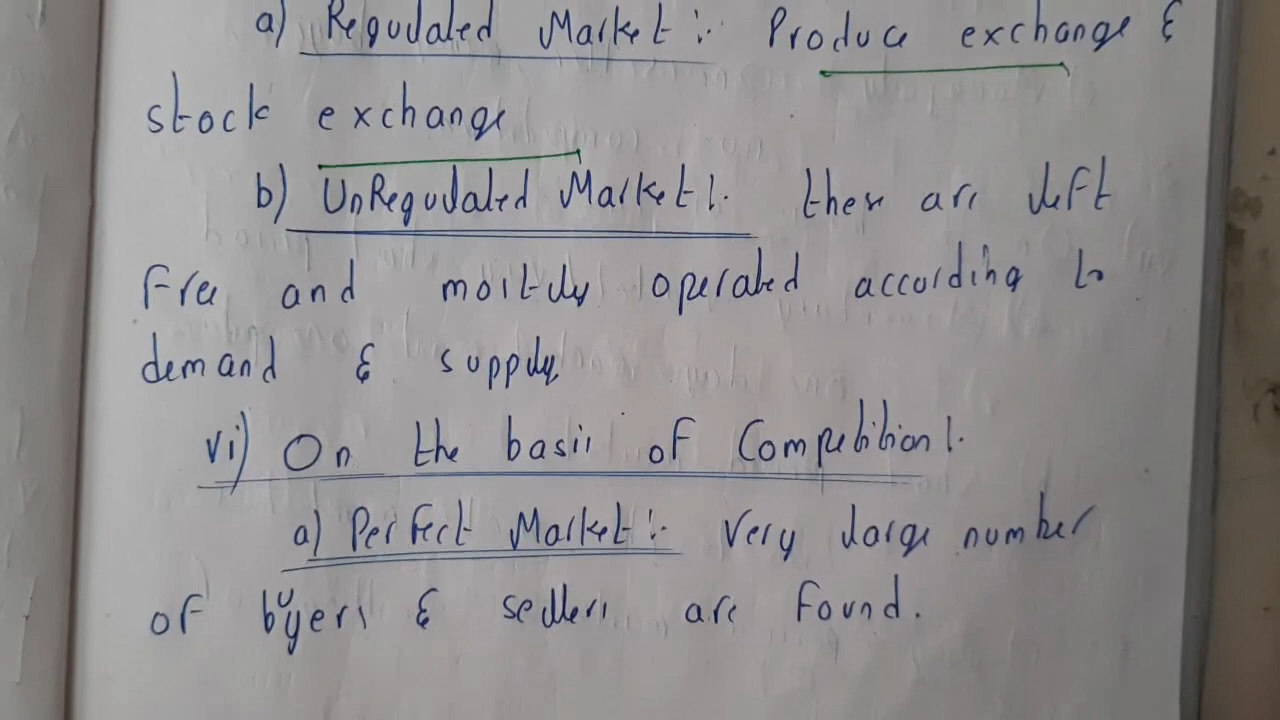 a) Regulated Market :- Produce exchange &
stock exchange
b) UnRegulated Market :- there are left
free and mostly operated according to
demand & supply.
vi) On the basis of Competition :-
a) Perfect Market :- Very large number
of buyers & sellers are found.